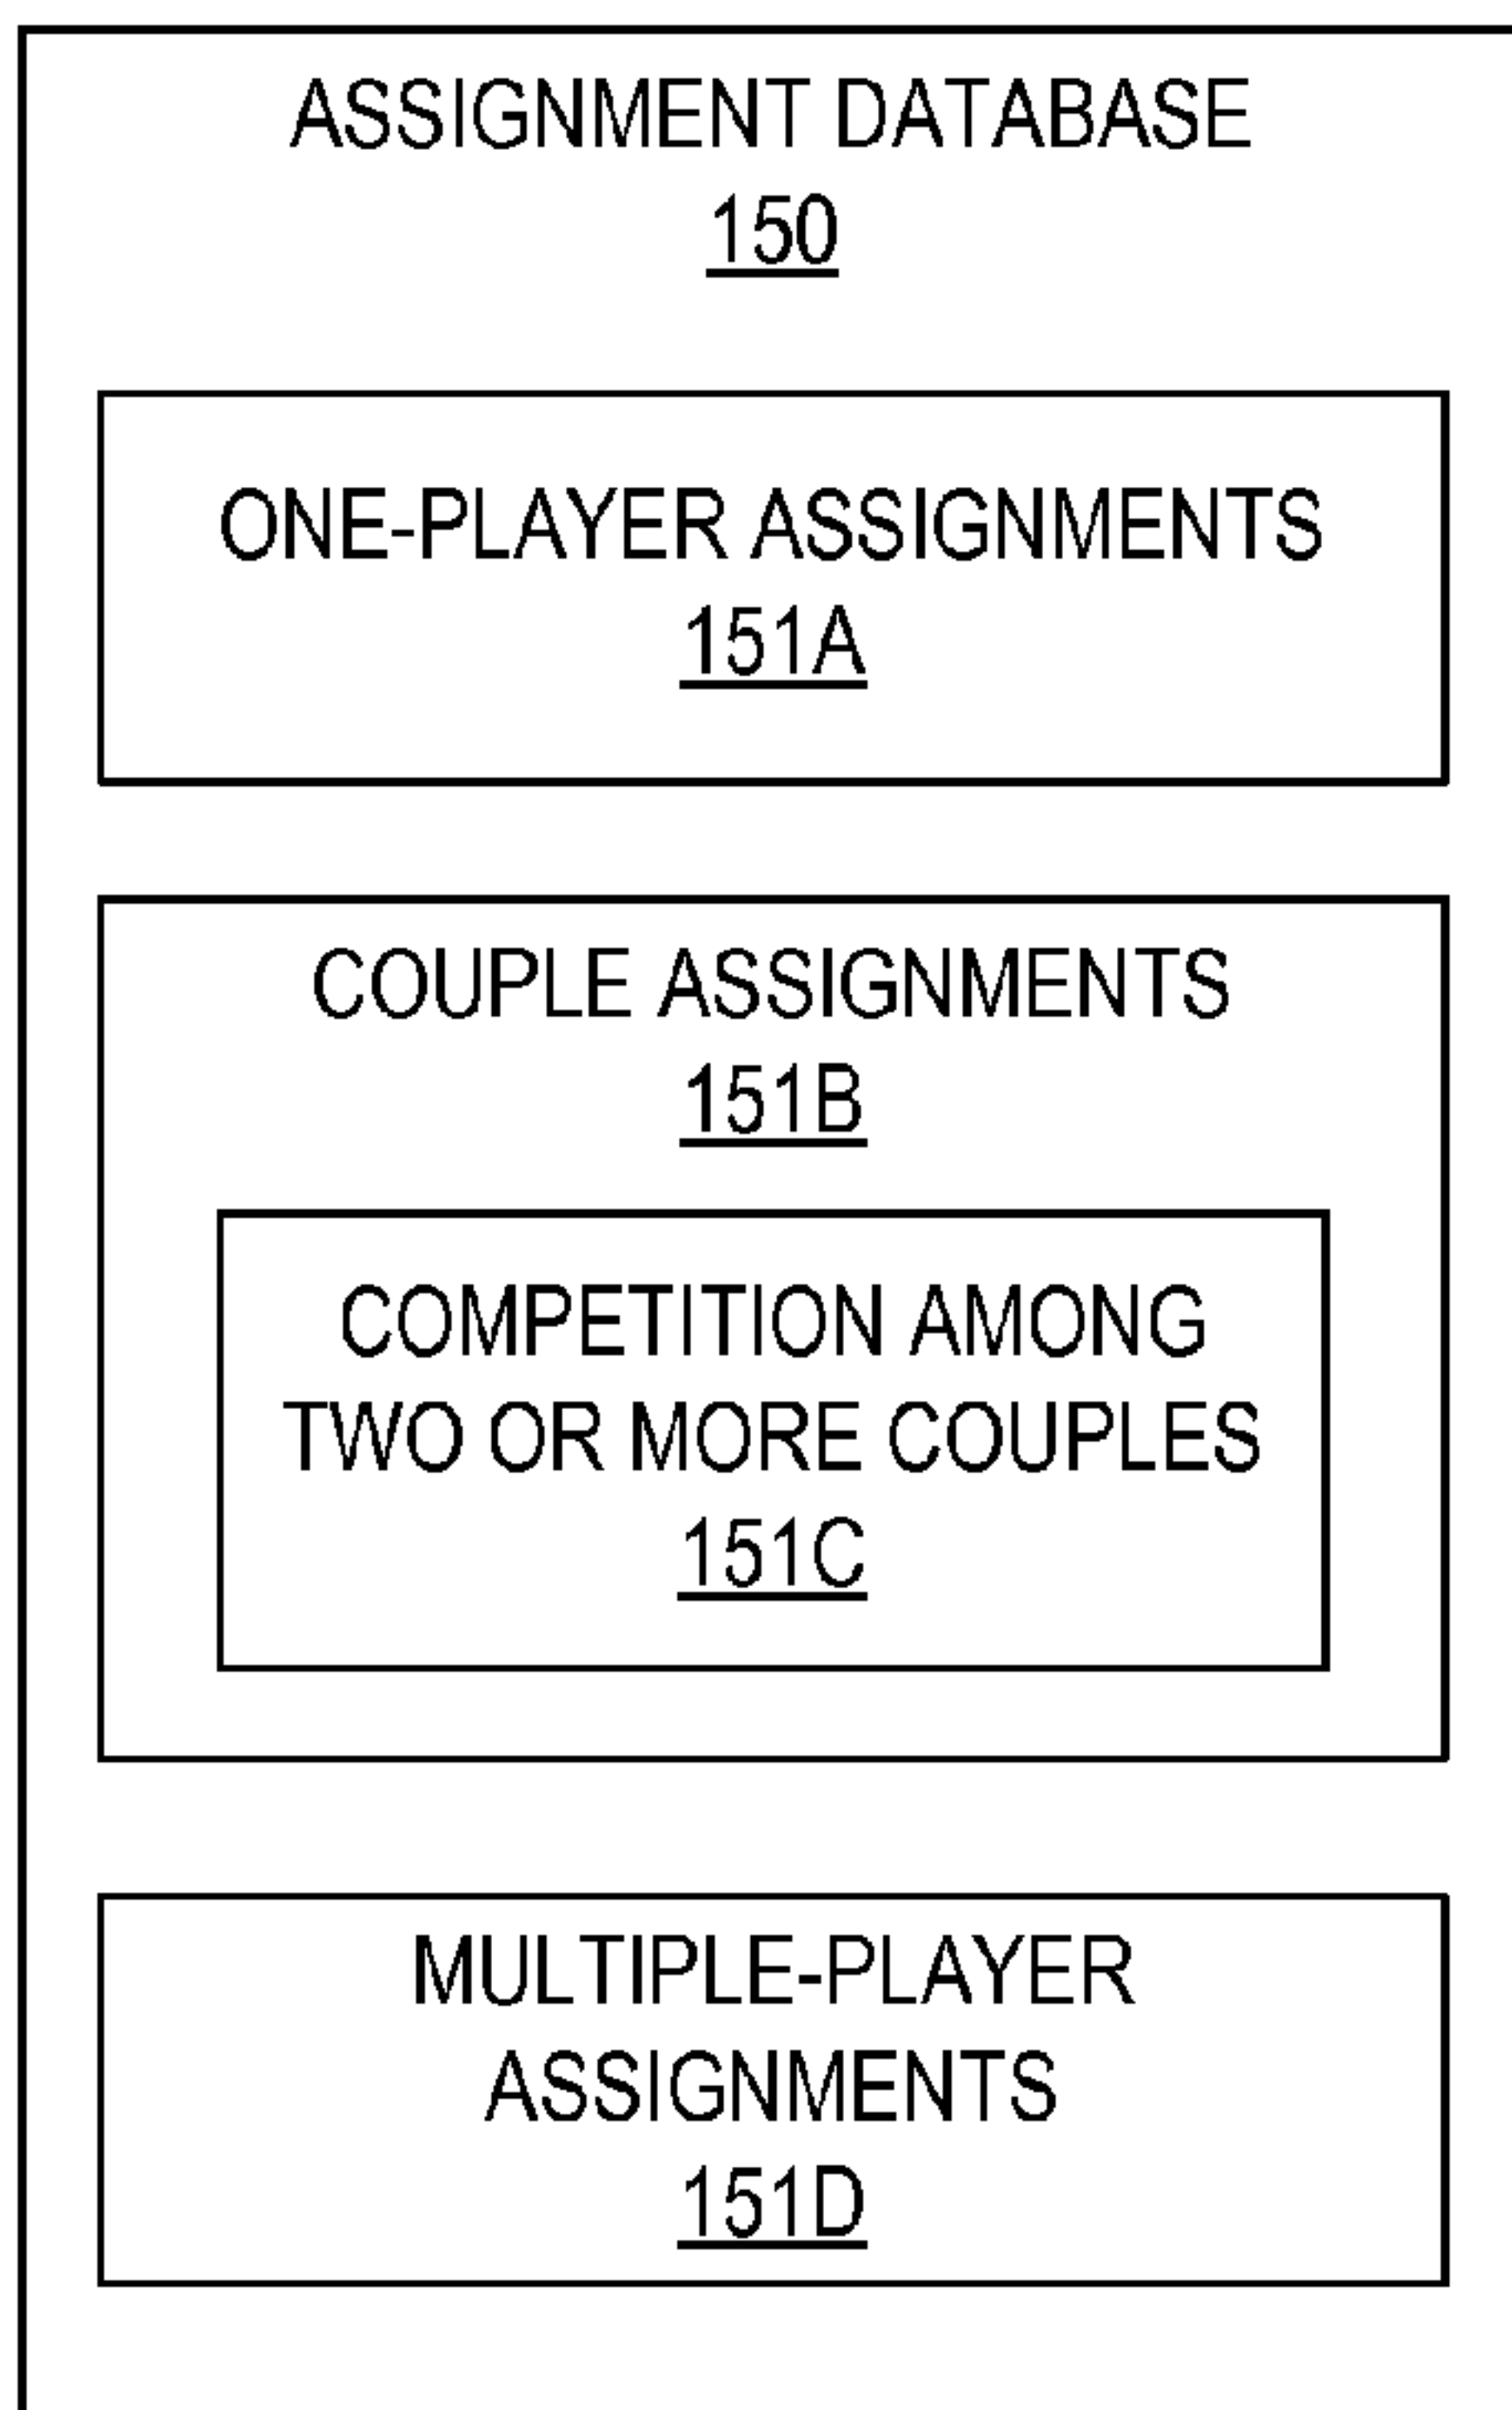 ASSIGNMENT DATABASE
150
ONE-PLAYER ASSIGNMENTS
151A
COUPLE ASSIGNMENTS
151B
COMPETITION AMONG
TWO OR MORE COUPLES
151C
MULTIPLE-PLAYER
ASSIGNMENTS
151D